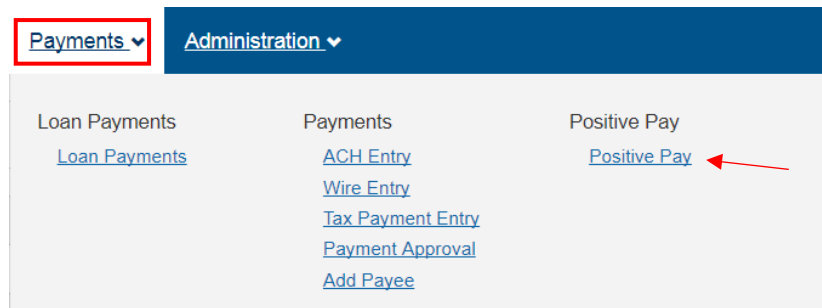 Payments Administration
Loan Payments Payments Positive Pay
Loan Payments ACH Entry Positive Pay
Wire Entry
Tax Payment Entry
Payment Approval
Add Payee